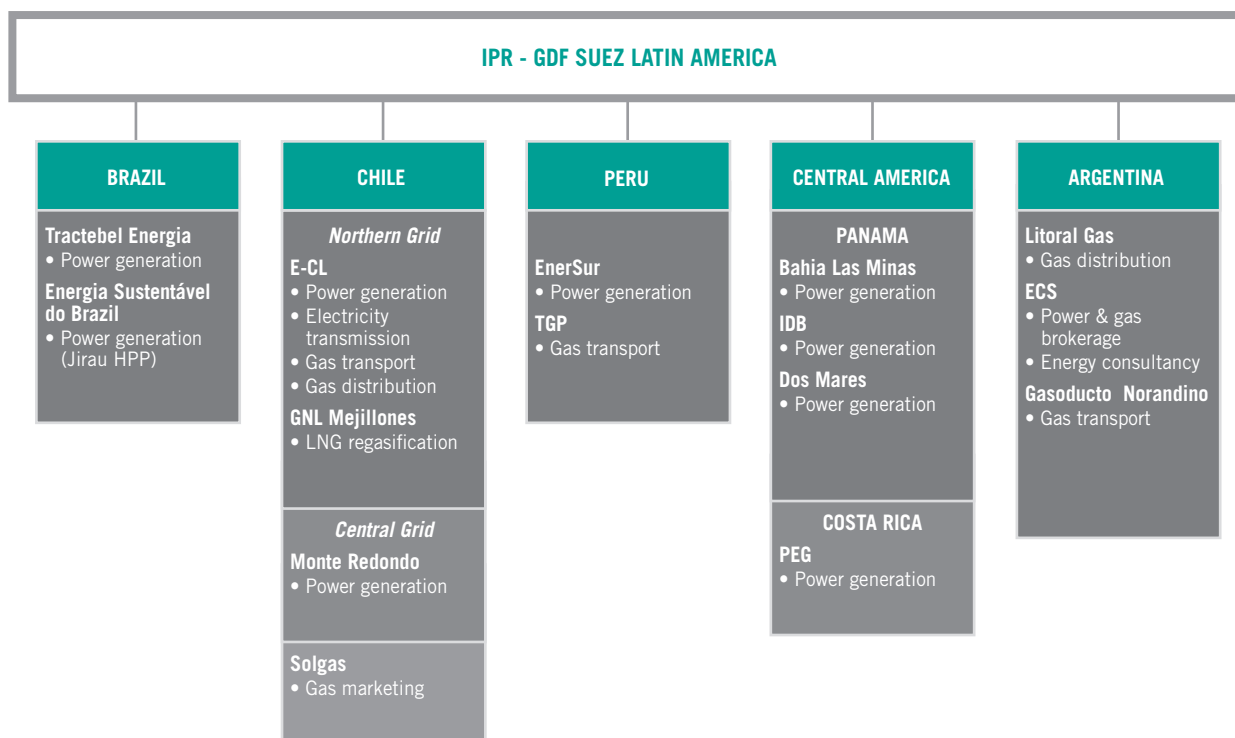 IPR - GDF SUEZ LATIN AMERICA
BRAZIL
Tractebel Energia
• Power generation
Energia Sustentável
do Brazil
• Power generation
(Jirau HPP)
CHILE
Northern Grid
E-CL
• Power generation
• Electricity
transmission
• Gas transport
• Gas distribution
GNL Mejillones
• LNG regasification
Central Grid
Monte Redondo
• Power generation
Solgas
• Gas marketing
PERU
EnerSur
• Power generation
TGP
• Gas transport
CENTRAL AMERICA
PANAMA
Bahia Las Minas
• Power generation
IDB
• Power generation
Dos Mares
• Power generation
COSTA RICA
PEG
• Power generation
ARGENTINA
Litoral Gas
• Gas distribution
ECS
• Power & gas
brokerage
• Energy consultancy
Gasoducto Norandino
• Gas transport